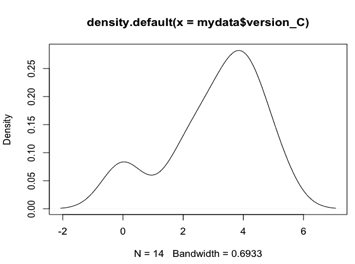 density.default(x = mydata$version_C)
Density
0.25
0.20
0.15
0.10
0.05
0.00
-2 0 2 4 6
N = 14 Bandwidth = 0.6933